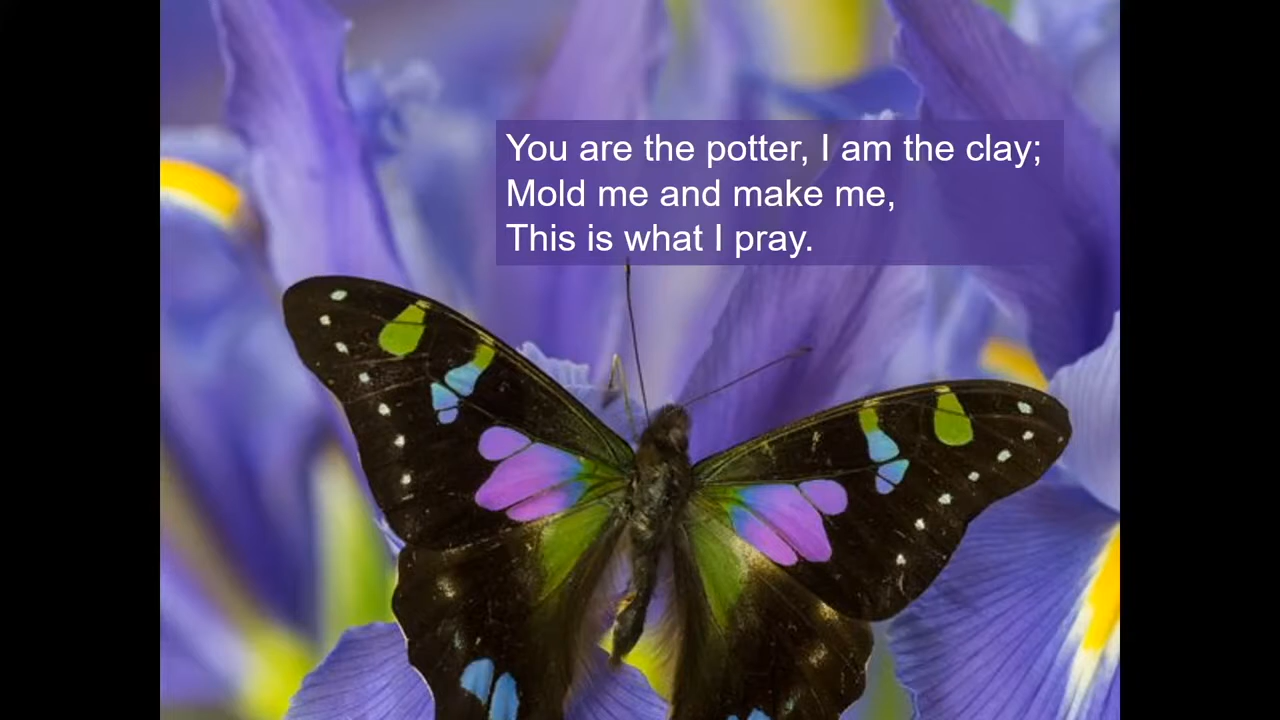 You are the potter, I am the clay;
Mold me and make me,
This is what I pray.